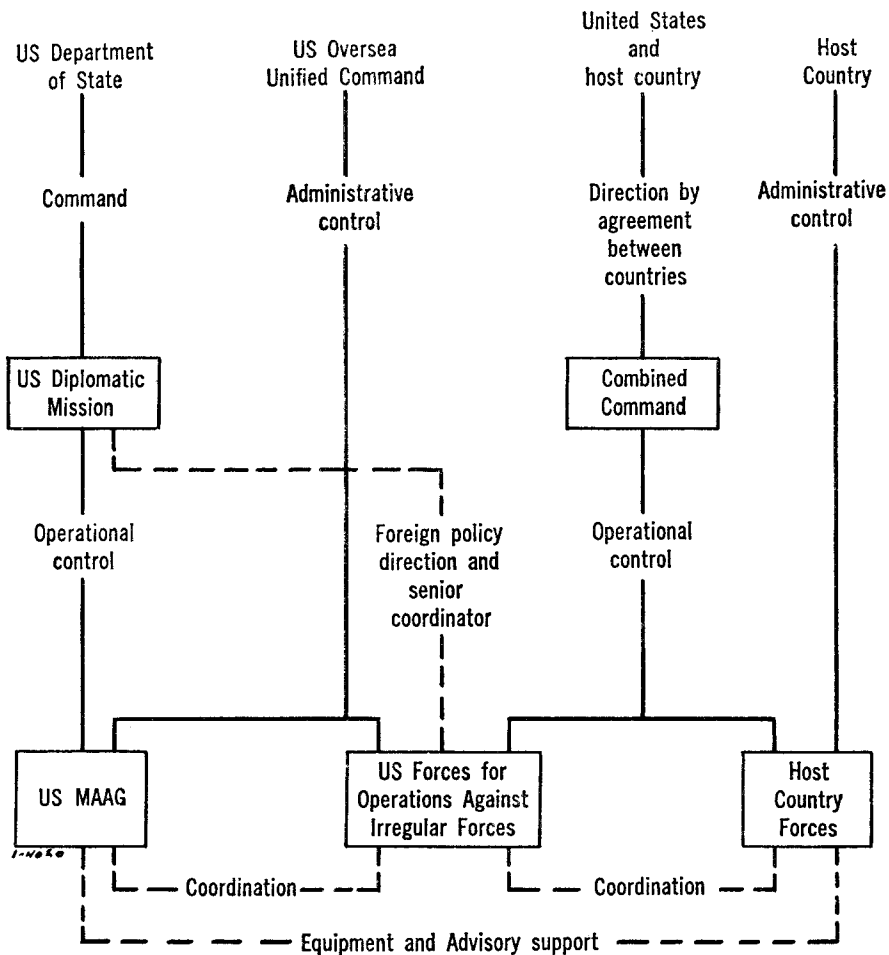 US Department
of State
US Oversea
Unified Command
United States
and
host country
Host
Country
Command
Administrative
control
Direction by
agreement
between
countries
Administrative
control
US Diplomatic
Mission
Combined
Command
Operational
control
Foreign policy
direction and
senior
coordinator
Operational
control
US MAAG
US Forces for
Operations Against
Irregular Forces
Host
Country
Forces
1-4020
Coordination
Coordination
Equipment and Advisory support